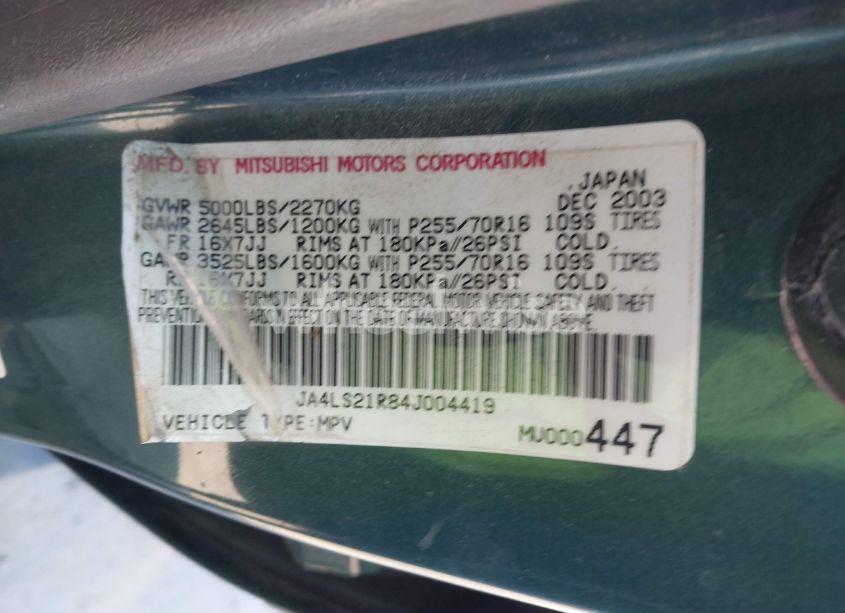 MFD. BY MITSUBISHI MOTORS CORPORATION
JAPAN
GVWR 5000LBS/2270KG DEC 2003
GAWR 2645LBS/1200KG WITH P255/70R16 109S TIRES
FR 16X7JJ RIMS AT 180KPa//26PSI COLD.
GAWR 3525LBS/1600KG WITH P255/70R16 109S TIRES
R. 16X7JJ RIMS AT 180KPa//26PSI COLD.
THIS VEHICLE CONFORMS TO ALL APPLICABLE FEDERAL MOTOR VEHICLE SAFETY AND THEFT
PREVENTION STANDARDS IN EFFECT ON THE DATE OF MANUFACTURE SHOWN ABOVE.
JA4LS21R84J004419
VEHICLE TYPE:MPV
MU000447